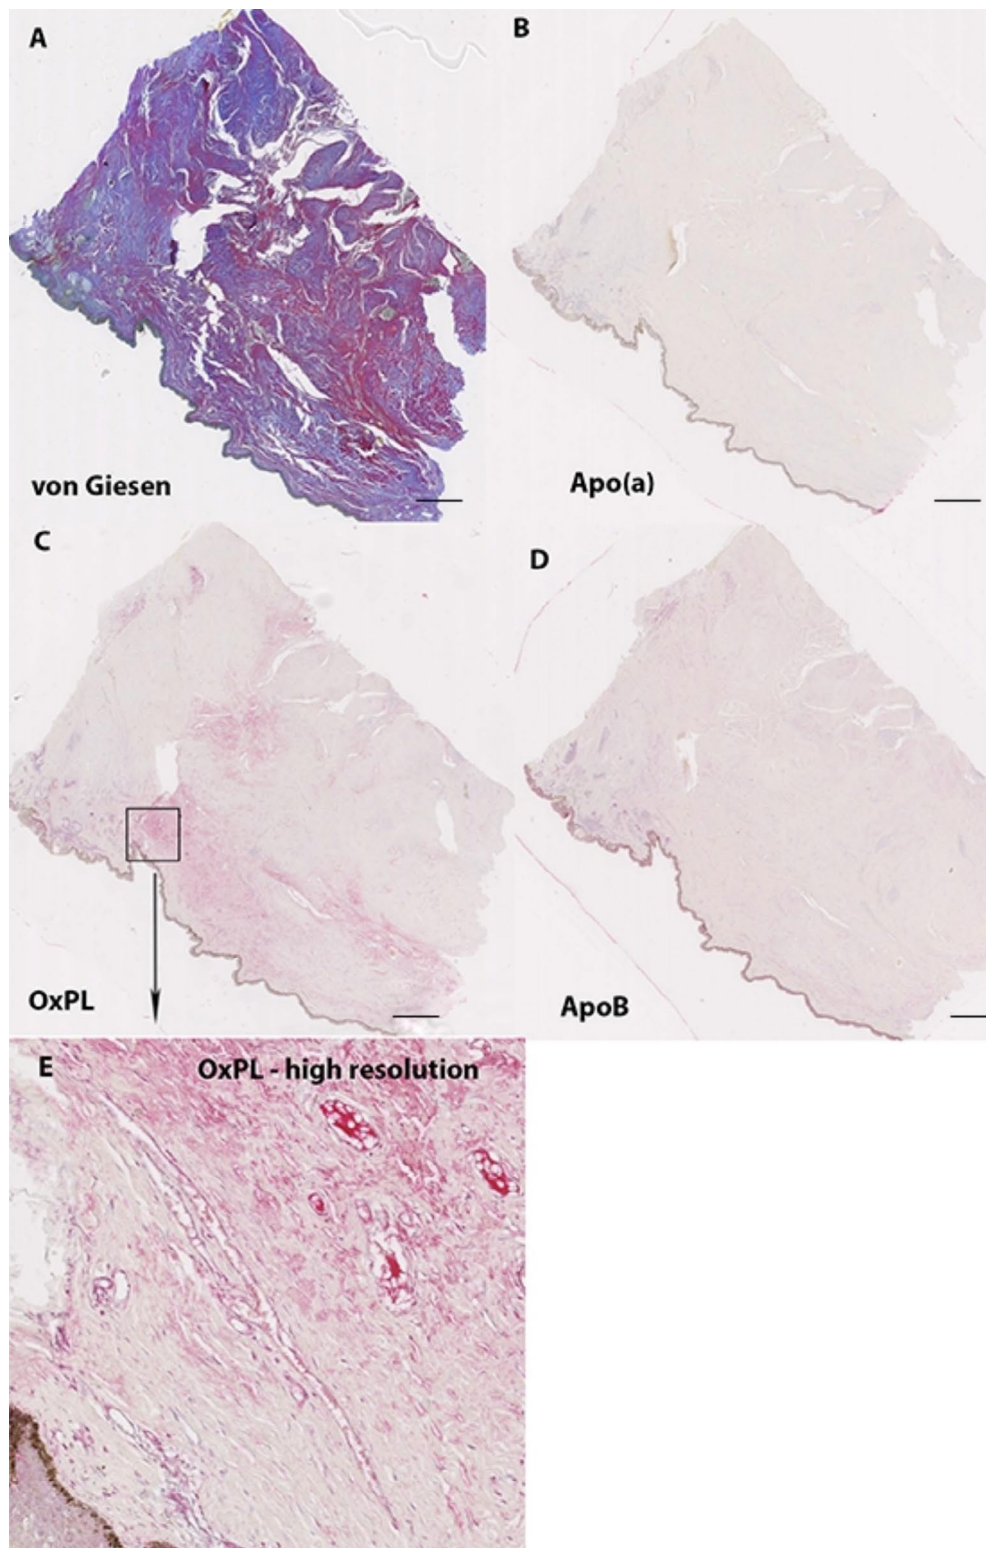 A
B
von Giesen
Apo(a)
C
D
OxPL
ApoB
E
OxPL - high resolution